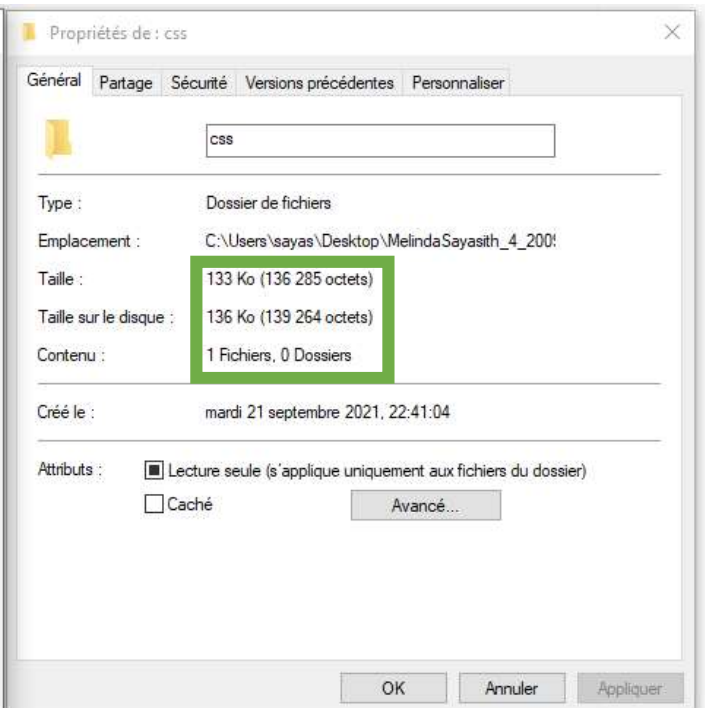 Propriétés de : css
Général Partage Sécurité Versions précédentes Personnaliser
css
Type : Dossier de fichiers
Emplacement : C:\Users\sayas\Desktop\MelindaSayasith_4_2009
Taille : 133 Ko (136 285 octets)
Taille sur le disque : 136 Ko (139 264 octets)
Contenu : 1 Fichiers, 0 Dossiers
Créé le : mardi 21 septembre 2021, 22:41:04
Attributs : Lecture seule (s'applique uniquement aux fichiers du dossier)
Caché Avancé...
OK Annuler Appliquer